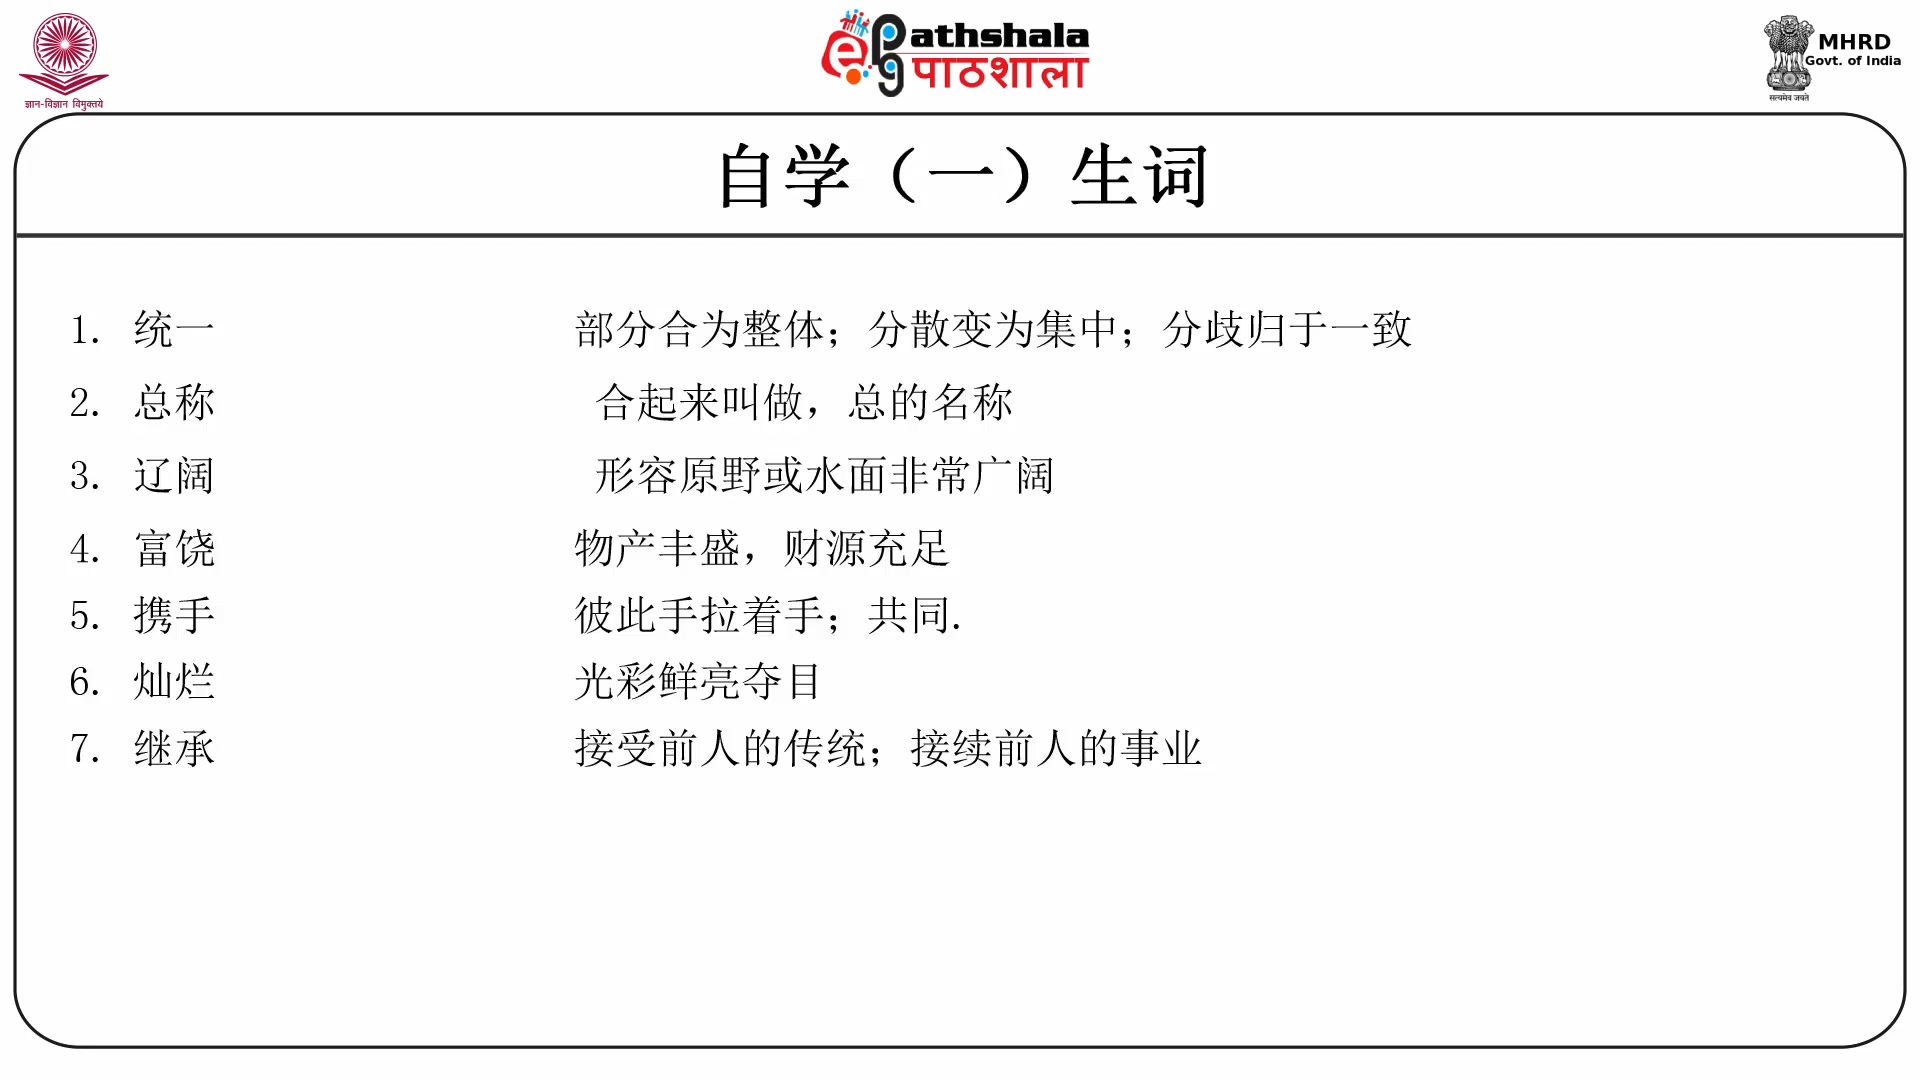 ज्ञान-विज्ञान विमुक्तये
ePG Pathshala
पाठशाला
MHRD
Govt. of India
सत्यमेव जयते
自学（一）生词
1. 统一 部分合为整体；分散变为集中；分歧归于一致
2. 总称 合起来叫做，总的名称
3. 辽阔 形容原野或水面非常广阔
4. 富饶 物产丰盛，财源充足
5. 携手 彼此手拉着手；共同.
6. 灿烂 光彩鲜亮夺目
7. 继承 接受前人的传统；接续前人的事业